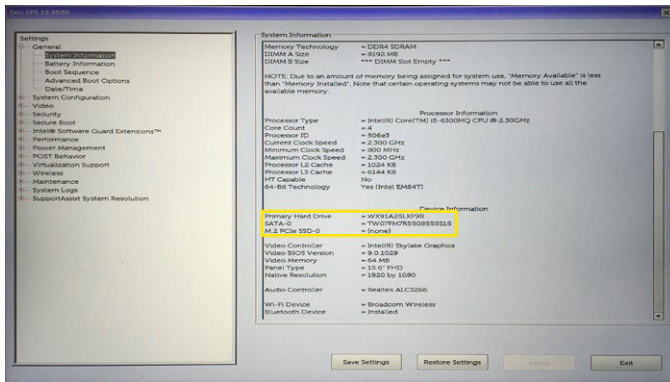 Dell XPS 15 9550
Settings
General
System Information
Battery Information
Boot Sequence
Advanced Boot Options
Date/Time
System Configuration
Video
Security
Secure Boot
Intel® Software Guard Extensions™
Performance
Power Management
POST Behavior
Virtualization Support
Wireless
Maintenance
System Logs
SupportAssist System Resolution
System Information
Memory Technology = DDR4 SDRAM
DIMM A Size = 8192 MB
DIMM B Size *** DIMM Slot Empty ***
NOTE: Due to an amount of memory being assigned for system use, "Memory Available" is less
than "Memory Installed". Note that certain operating systems may not be able to use all the
available memory.
Processor Information
Processor Type = Intel(R) Core(TM) i5-6300HQ CPU @ 2.30GHz
Core Count = 4
Processor ID = 506e3
Current Clock Speed = 2.300 GHz
Minimum Clock Speed = 800 MHz
Maximum Clock Speed = 2.300 GHz
Processor L2 Cache = 1024 KB
Processor L3 Cache = 6144 KB
HT Capable No
64-Bit Technology Yes (Intel EM64T)
Device Information
Primary Hard Drive = WX91A25LXF9R
SATA-0
M.2 PCIe SSD-0 = (none)
Video Controller = Intel(R) Skylake Graphics
Video BIOS Version = 9.0.1029
Video Memory = 64 MB
Panel Type = 15.6" FHD
Native Resolution = 1920 by 1080
Audio Controller = Realtek ALC3266
Wi-Fi Device = Broadcom Wireless
Bluetooth Device = Installed
Save Settings
Restore Settings
Apply
Exit